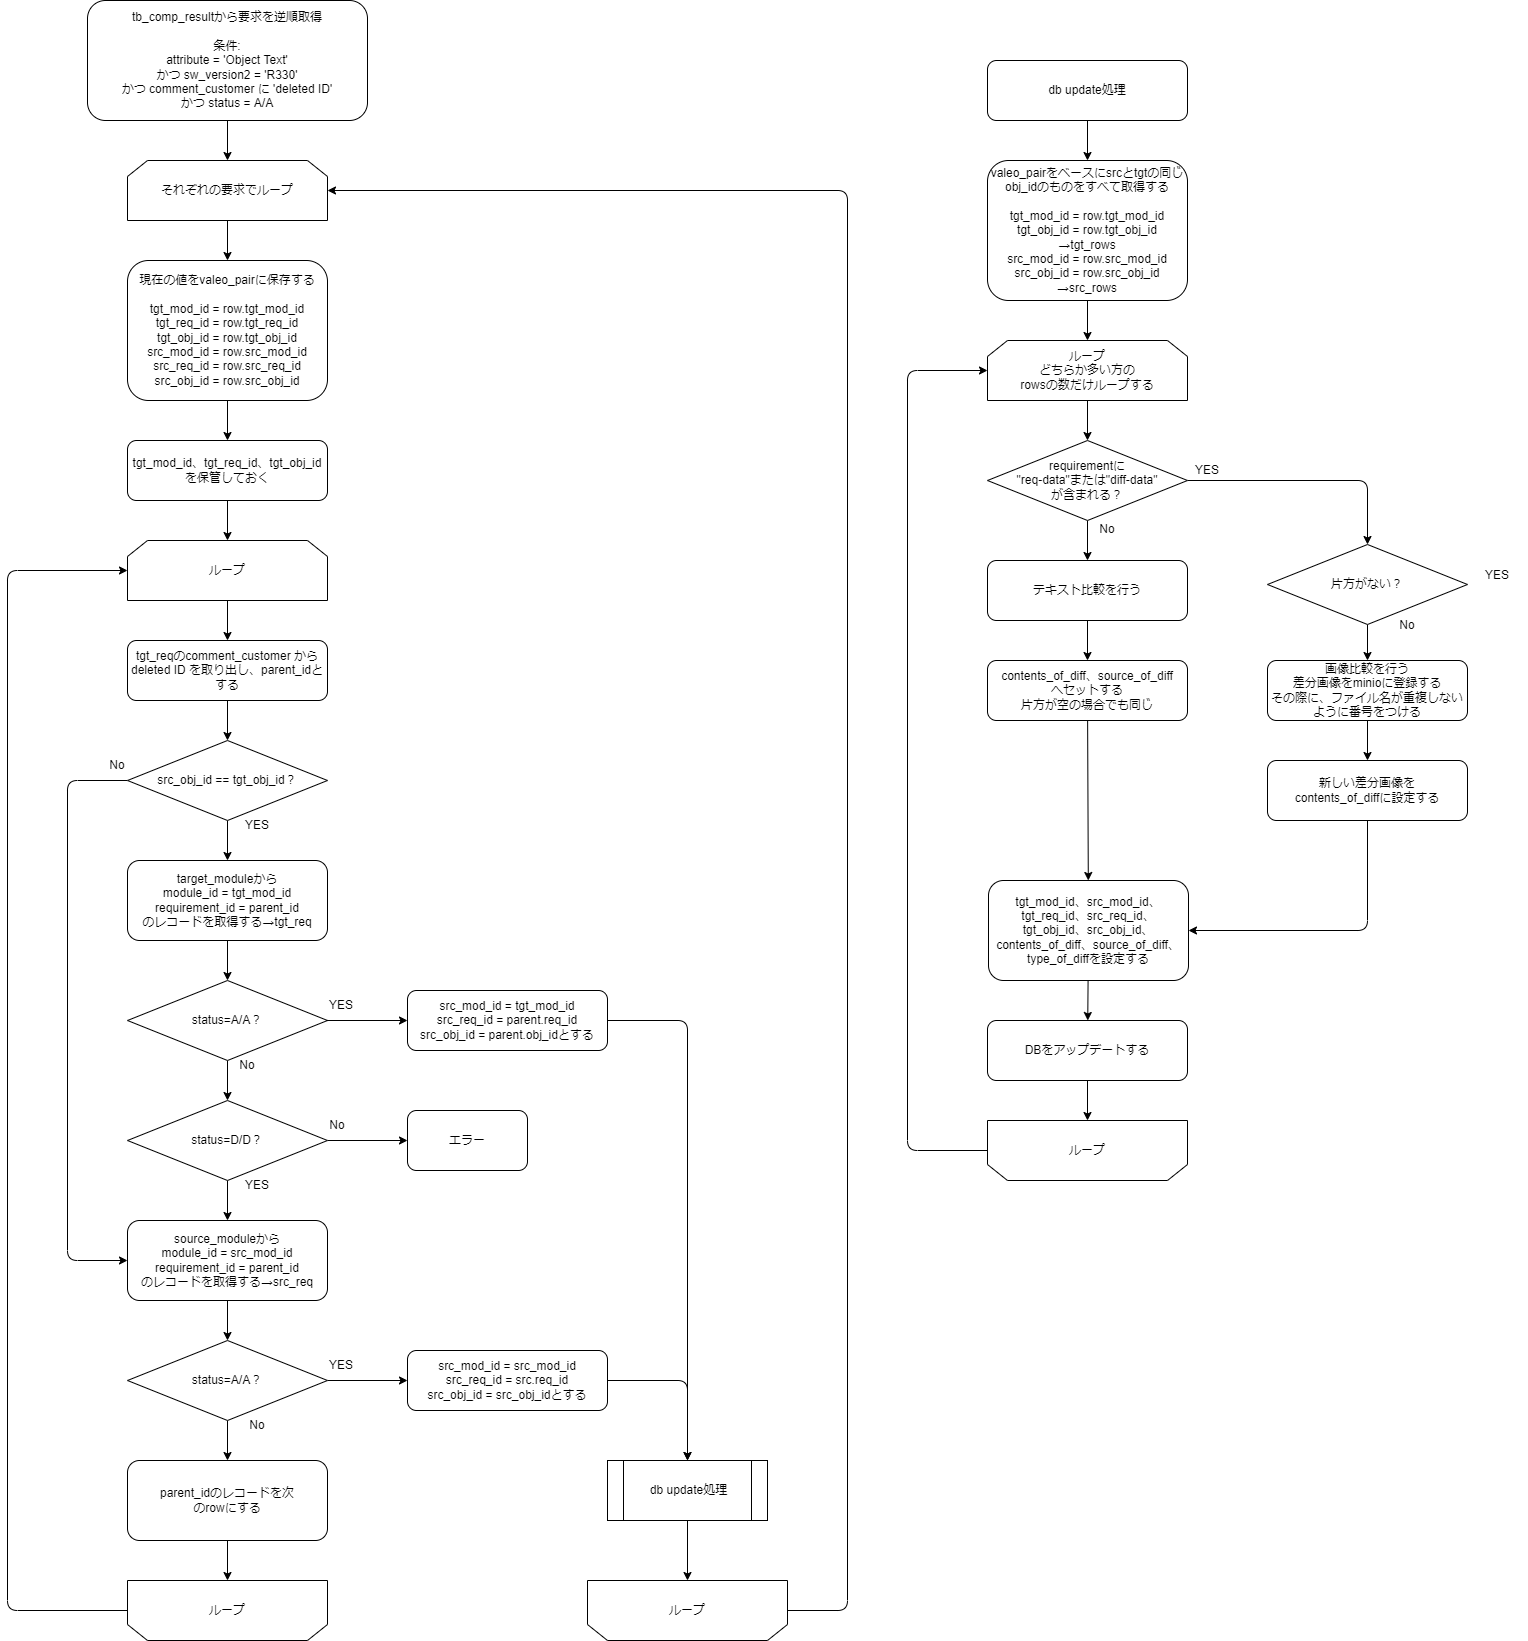 tb_comp_resultから要求を逆順取得
条件:
attribute = 'Object Text'
かつ sw_version2 = 'R330'
かつ comment_customer に 'deleted ID'
かつ status = A/A
それぞれの要求でループ
現在の値をvaleo_pairに保存する
tgt_mod_id = row.tgt_mod_id
tgt_req_id = row.tgt_req_id
tgt_obj_id = row.tgt_obj_id
src_mod_id = row.src_mod_id
src_req_id = row.src_req_id
src_obj_id = row.src_obj_id
tgt_mod_id、tgt_req_id、tgt_obj_id
を保管しておく
ループ
tgt_reqのcomment_customer から
deleted ID を取り出し、parent_idと
する
src_obj_id == tgt_obj_id ?
No
YES
target_moduleから
module_id = tgt_mod_id
requirement_id = parent_id
のレコードを取得する→tgt_req
status=A/A ?
YES
src_mod_id = tgt_mod_id
src_req_id = parent.req_id
src_obj_id = parent.obj_idとする
No
status=D/D ?
No
エラー
YES
source_moduleから
module_id = src_mod_id
requirement_id = parent_id
のレコードを取得する→src_req
status=A/A ?
YES
src_mod_id = src_mod_id
src_req_id = src.req_id
src_obj_id = src_obj_idとする
No
parent_idのレコードを次
のrowにする
ループ
db update処理
ループ
db update処理
valeo_pairをベースにsrcとtgtの同じ
obj_idのものをすべて取得する
tgt_mod_id = row.tgt_mod_id
tgt_obj_id = row.tgt_obj_id
→tgt_rows
src_mod_id = row.src_mod_id
src_obj_id = row.src_obj_id
→src_rows
ループ
どちらか多い方の
rowsの数だけループする
requirementに
"req-data"または"diff-data"
が含まれる？
YES
No
テキスト比較を行う
contents_of_diff、source_of_diff
へセットする
片方が空の場合でも同じ
片方がない？
YES
No
画像比較を行う
差分画像をminioに登録する
その際に、ファイル名が重複しない
ように番号をつける
新しい差分画像を
contents_of_diffに設定する
tgt_mod_id、src_mod_id、
tgt_req_id、src_req_id、
tgt_obj_id、src_obj_id、
contents_of_diff、source_of_diff、
type_of_diffを設定する
DBをアップデートする
ループ